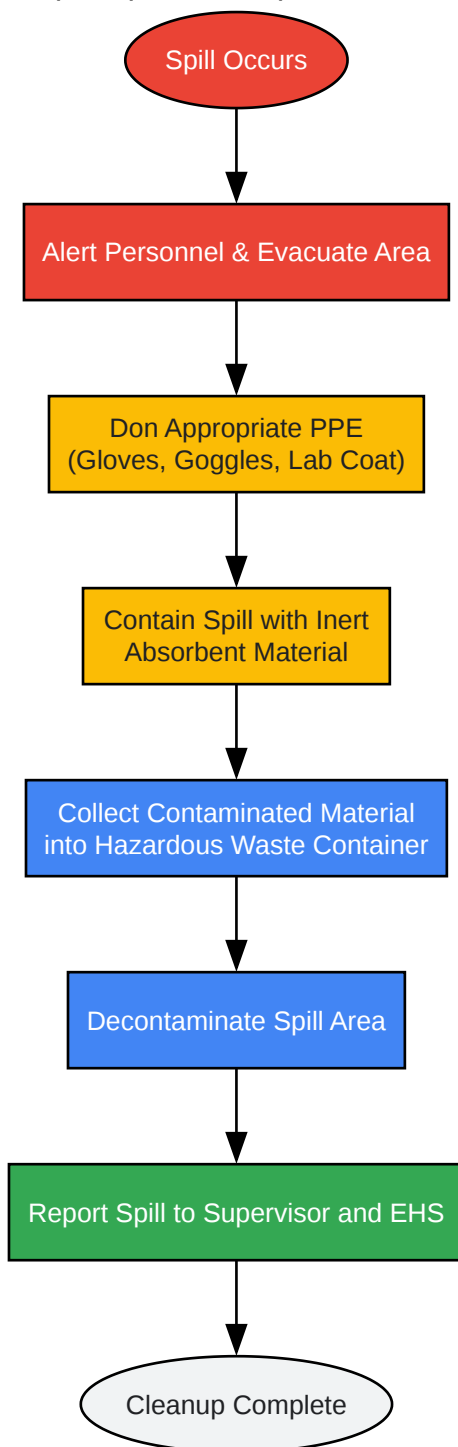 Spill Occurs
Alert Personnel & Evacuate Area
Don Appropriate PPE
(Gloves, Goggles, Lab Coat)
Contain Spill with Inert
Absorbent Material
Collect Contaminated Material
into Hazardous Waste Container
Decontaminate Spill Area
Report Spill to Supervisor and EHS
Cleanup Complete